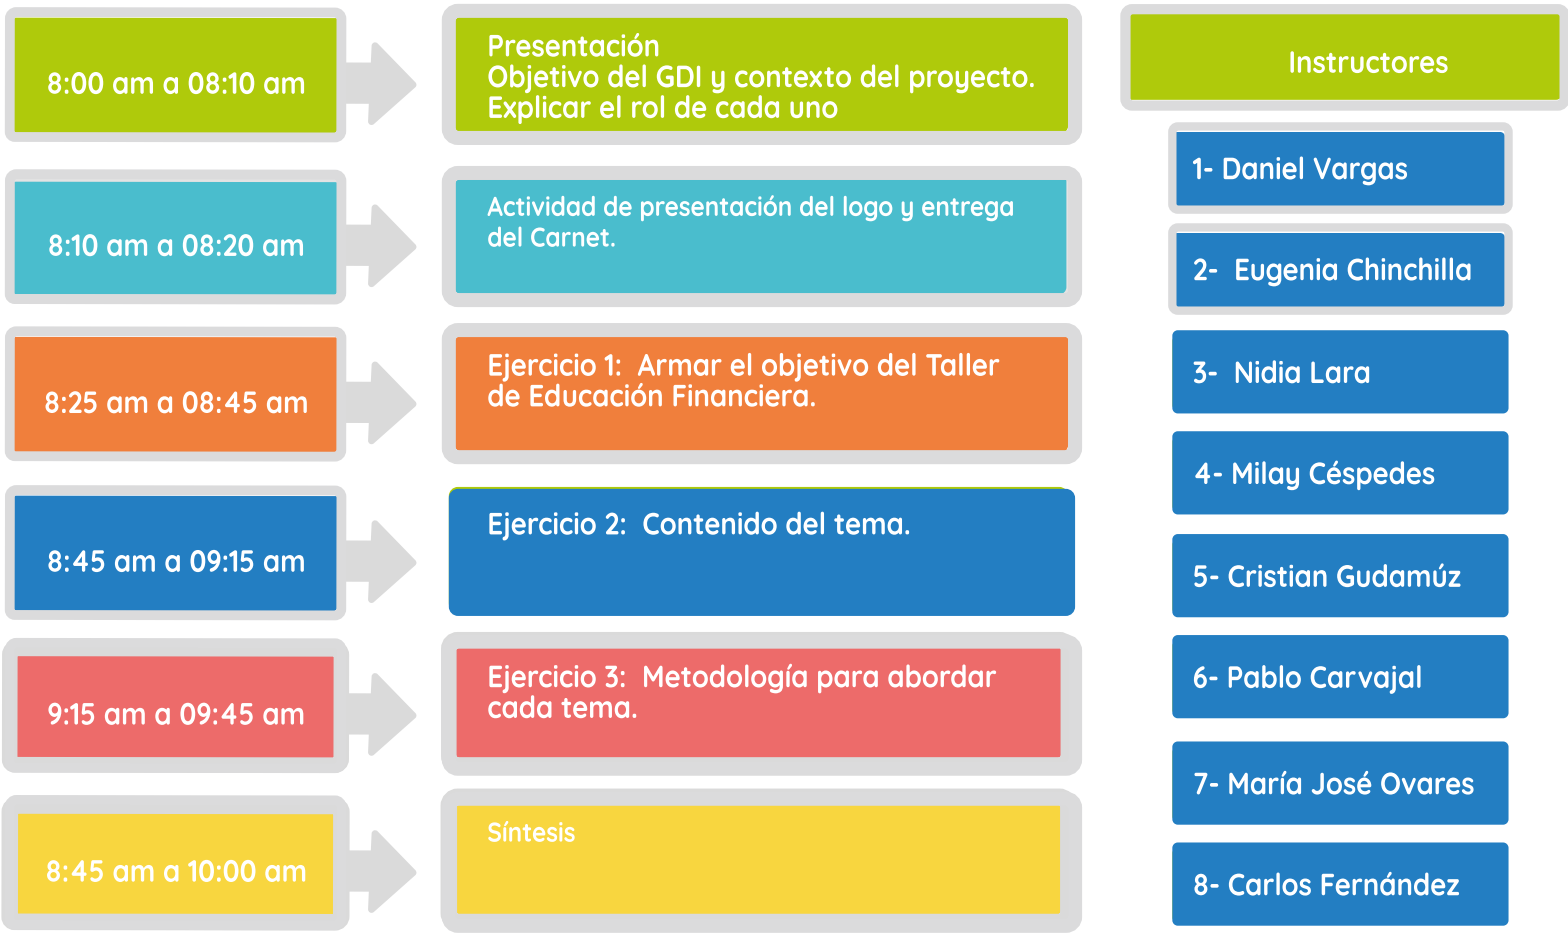 8:00 am a 08:10 am
Presentación
Objetivo del GDI y contexto del proyecto.
Explicar el rol de cada uno
8:10 am a 08:20 am
Actividad de presentación del logo y entrega
del Carnet.
8:25 am a 08:45 am
Ejercicio 1:  Armar el objetivo del Taller
de Educación Financiera.
8:45 am a 09:15 am
Ejercicio 2:  Contenido del tema.
9:15 am a 09:45 am
Ejercicio 3:  Metodología para abordar
cada tema.
8:45 am a 10:00 am
Síntesis
Instructores
1- Daniel Vargas
2-  Eugenia Chinchilla
3-  Nidia Lara
4- Milay Céspedes
5- Cristian Gudamúz
6- Pablo Carvajal
7- María José Ovares
8- Carlos Fernández